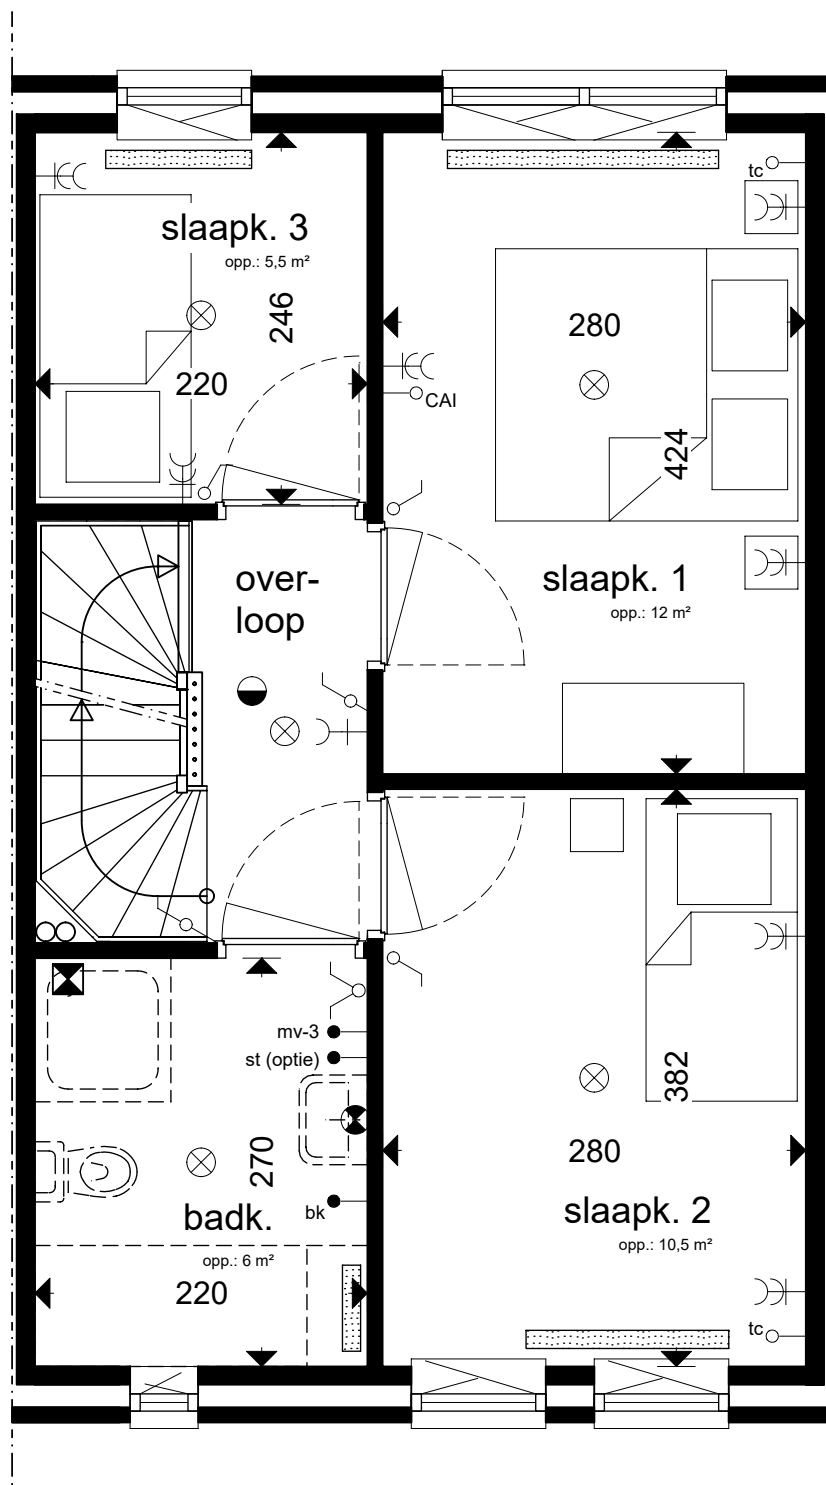 tc
slaapk. 3
opp.: 5,5 m²
246
280
220
CAI
424
over-
loop
slaapk. 1
opp.: 12 m²
mv-3
st (optie)
382
270
280
bk
badk.
slaapk. 2
opp.: 6 m²
opp.: 10,5 m²
220
tc